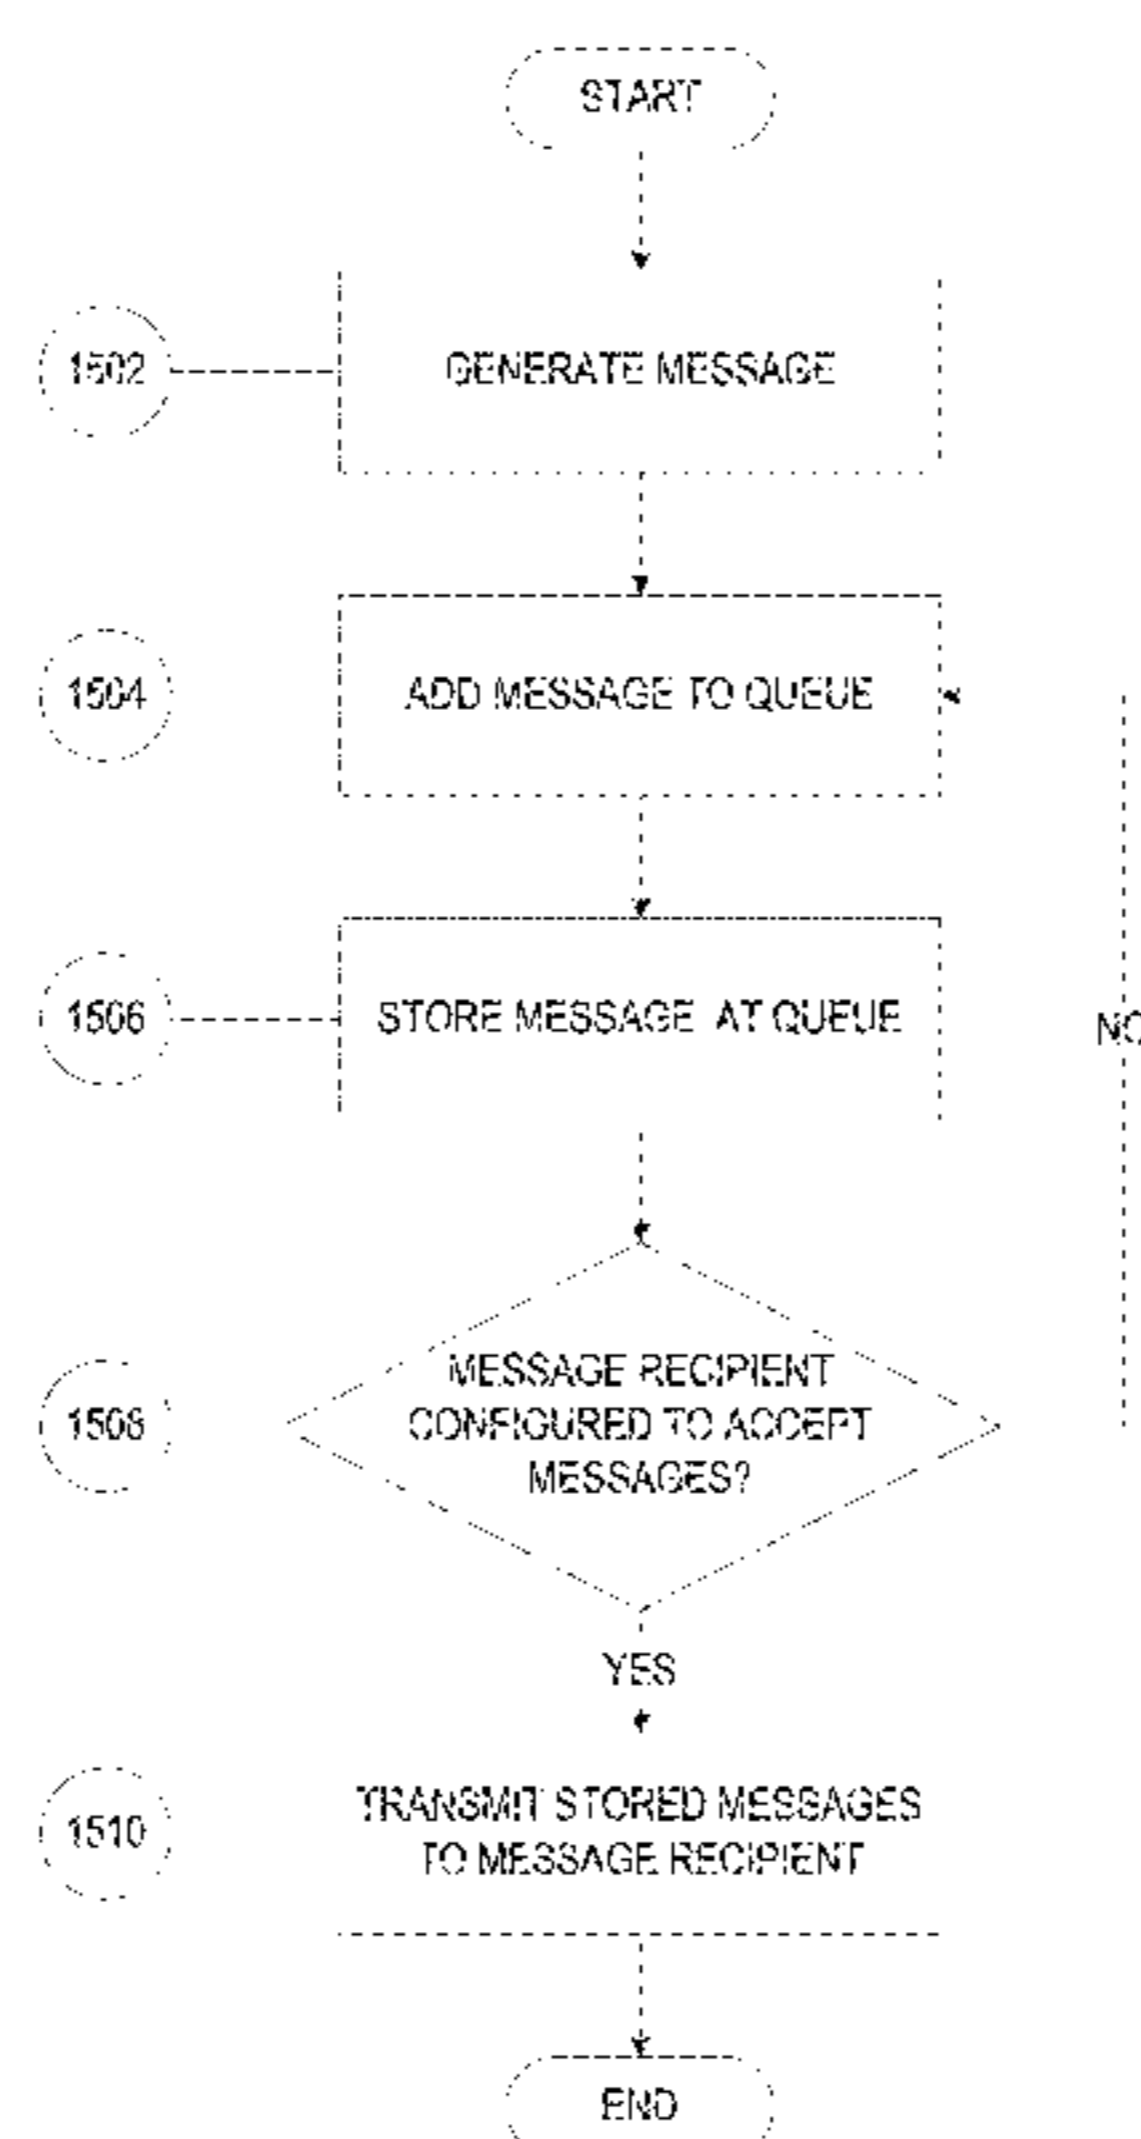 START
1502
GENERATE MESSAGE
1504
ADD MESSAGE TO QUEUE
1506
STORE MESSAGE AT QUEUE
NO
1508
MESSAGE RECIPIENT
CONFIGURED TO ACCEPT
MESSAGES?
YES
1510
TRANSMIT STORED MESSAGES
TO MESSAGE RECIPIENT
END